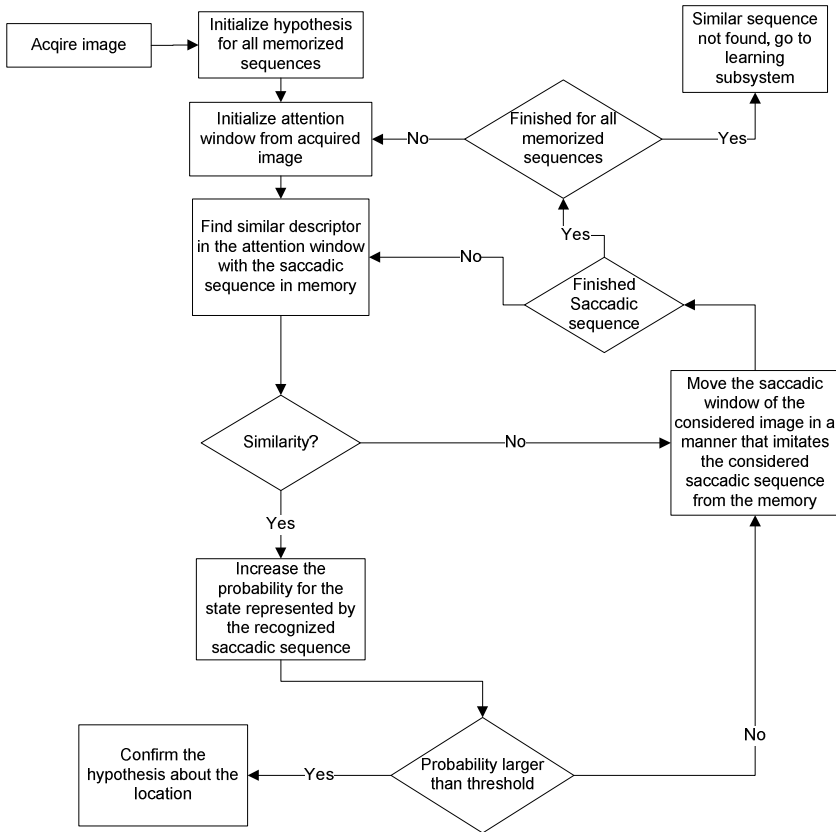 Acqire image
Initialize hypothesis
for all memorized
sequences
Similar sequence
not found, go to
learning
subsystem
Initialize attention
window from acquired
image
No
Finished for all
memorized
sequences
Yes
Find similar descriptor
in the attention window
with the saccadic
sequence in memory
No
Yes
Finished
Saccadic
sequence
Move the saccadic
window of the
considered image in a
manner that imitates
the considered
saccadic sequence
from the memory
Similarity?
No
Yes
Increase the
probability for the
state represented by
the recognized
saccadic sequence
No
Confirm the
hypothesis about the
location
Yes
Probability larger
than threshold